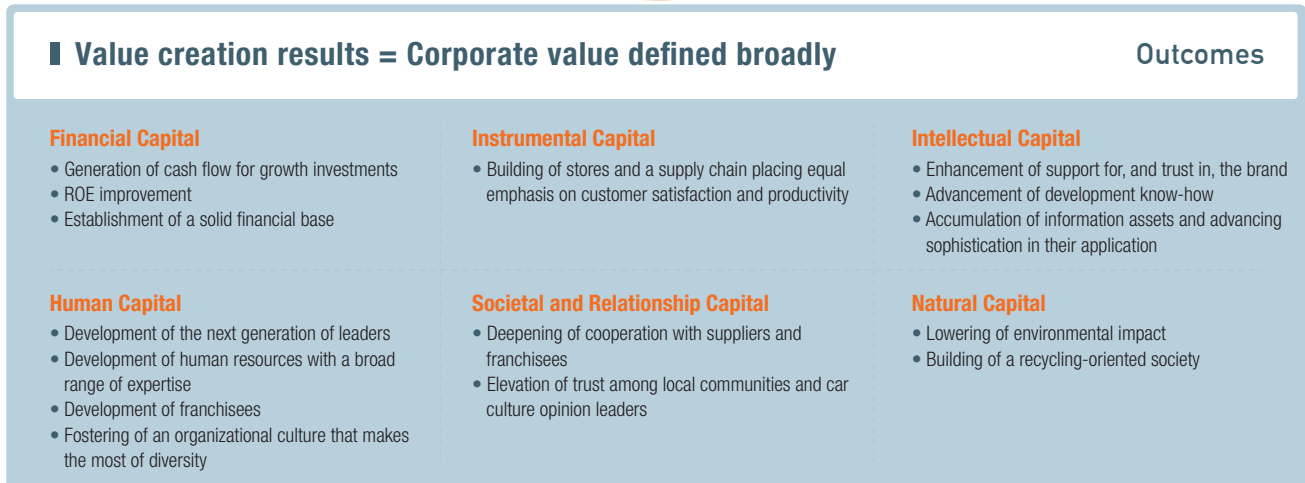 Value creation results = Corporate value defined broadly
Outcomes
Financial Capital
• Generation of cash flow for growth investments
• ROE improvement
• Establishment of a solid financial base
Instrumental Capital
• Building of stores and a supply chain placing equal
emphasis on customer satisfaction and productivity
Intellectual Capital
• Enhancement of support for, and trust in, the brand
• Advancement of development know-how
• Accumulation of information assets and advancing
sophistication in their application
Human Capital
• Development of the next generation of leaders
• Development of human resources with a broad
range of expertise
• Development of franchisees
• Fostering of an organizational culture that makes
the most of diversity
Societal and Relationship Capital
• Deepening of cooperation with suppliers and
franchisees
• Elevation of trust among local communities and car
culture opinion leaders
Natural Capital
• Lowering of environmental impact
• Building of a recycling-oriented society